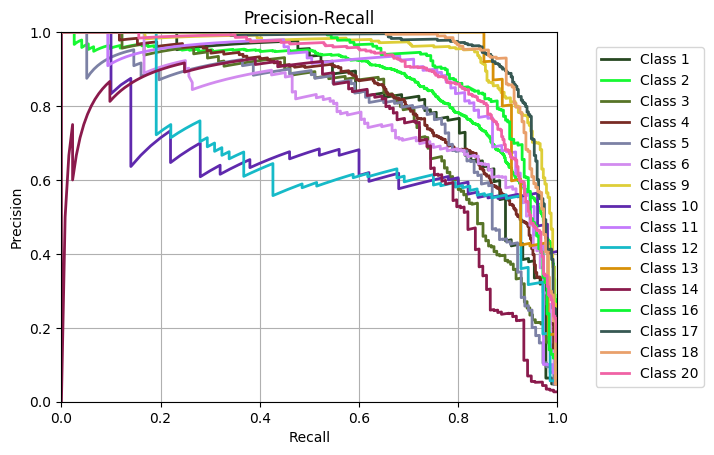 Precision-Recall
1.0
0.8
0.6
0.4
0.2
0.0
Precision
0.0 0.2 0.4 0.6 0.8 1.0
Recall
Class 1
Class 2
Class 3
Class 4
Class 5
Class 6
Class 9
Class 10
Class 11
Class 12
Class 13
Class 14
Class 16
Class 17
Class 18
Class 20